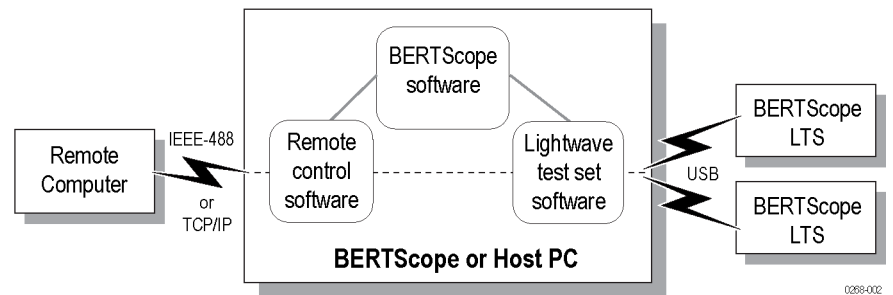 Remote
Computer
IEEE-488
or
TCP/IP
BERTScope
software
Remote
control
software
Lightwave
test set
software
BERTScope or Host PC
USB
BERTScope
LTS
BERTScope
LTS
0268-002